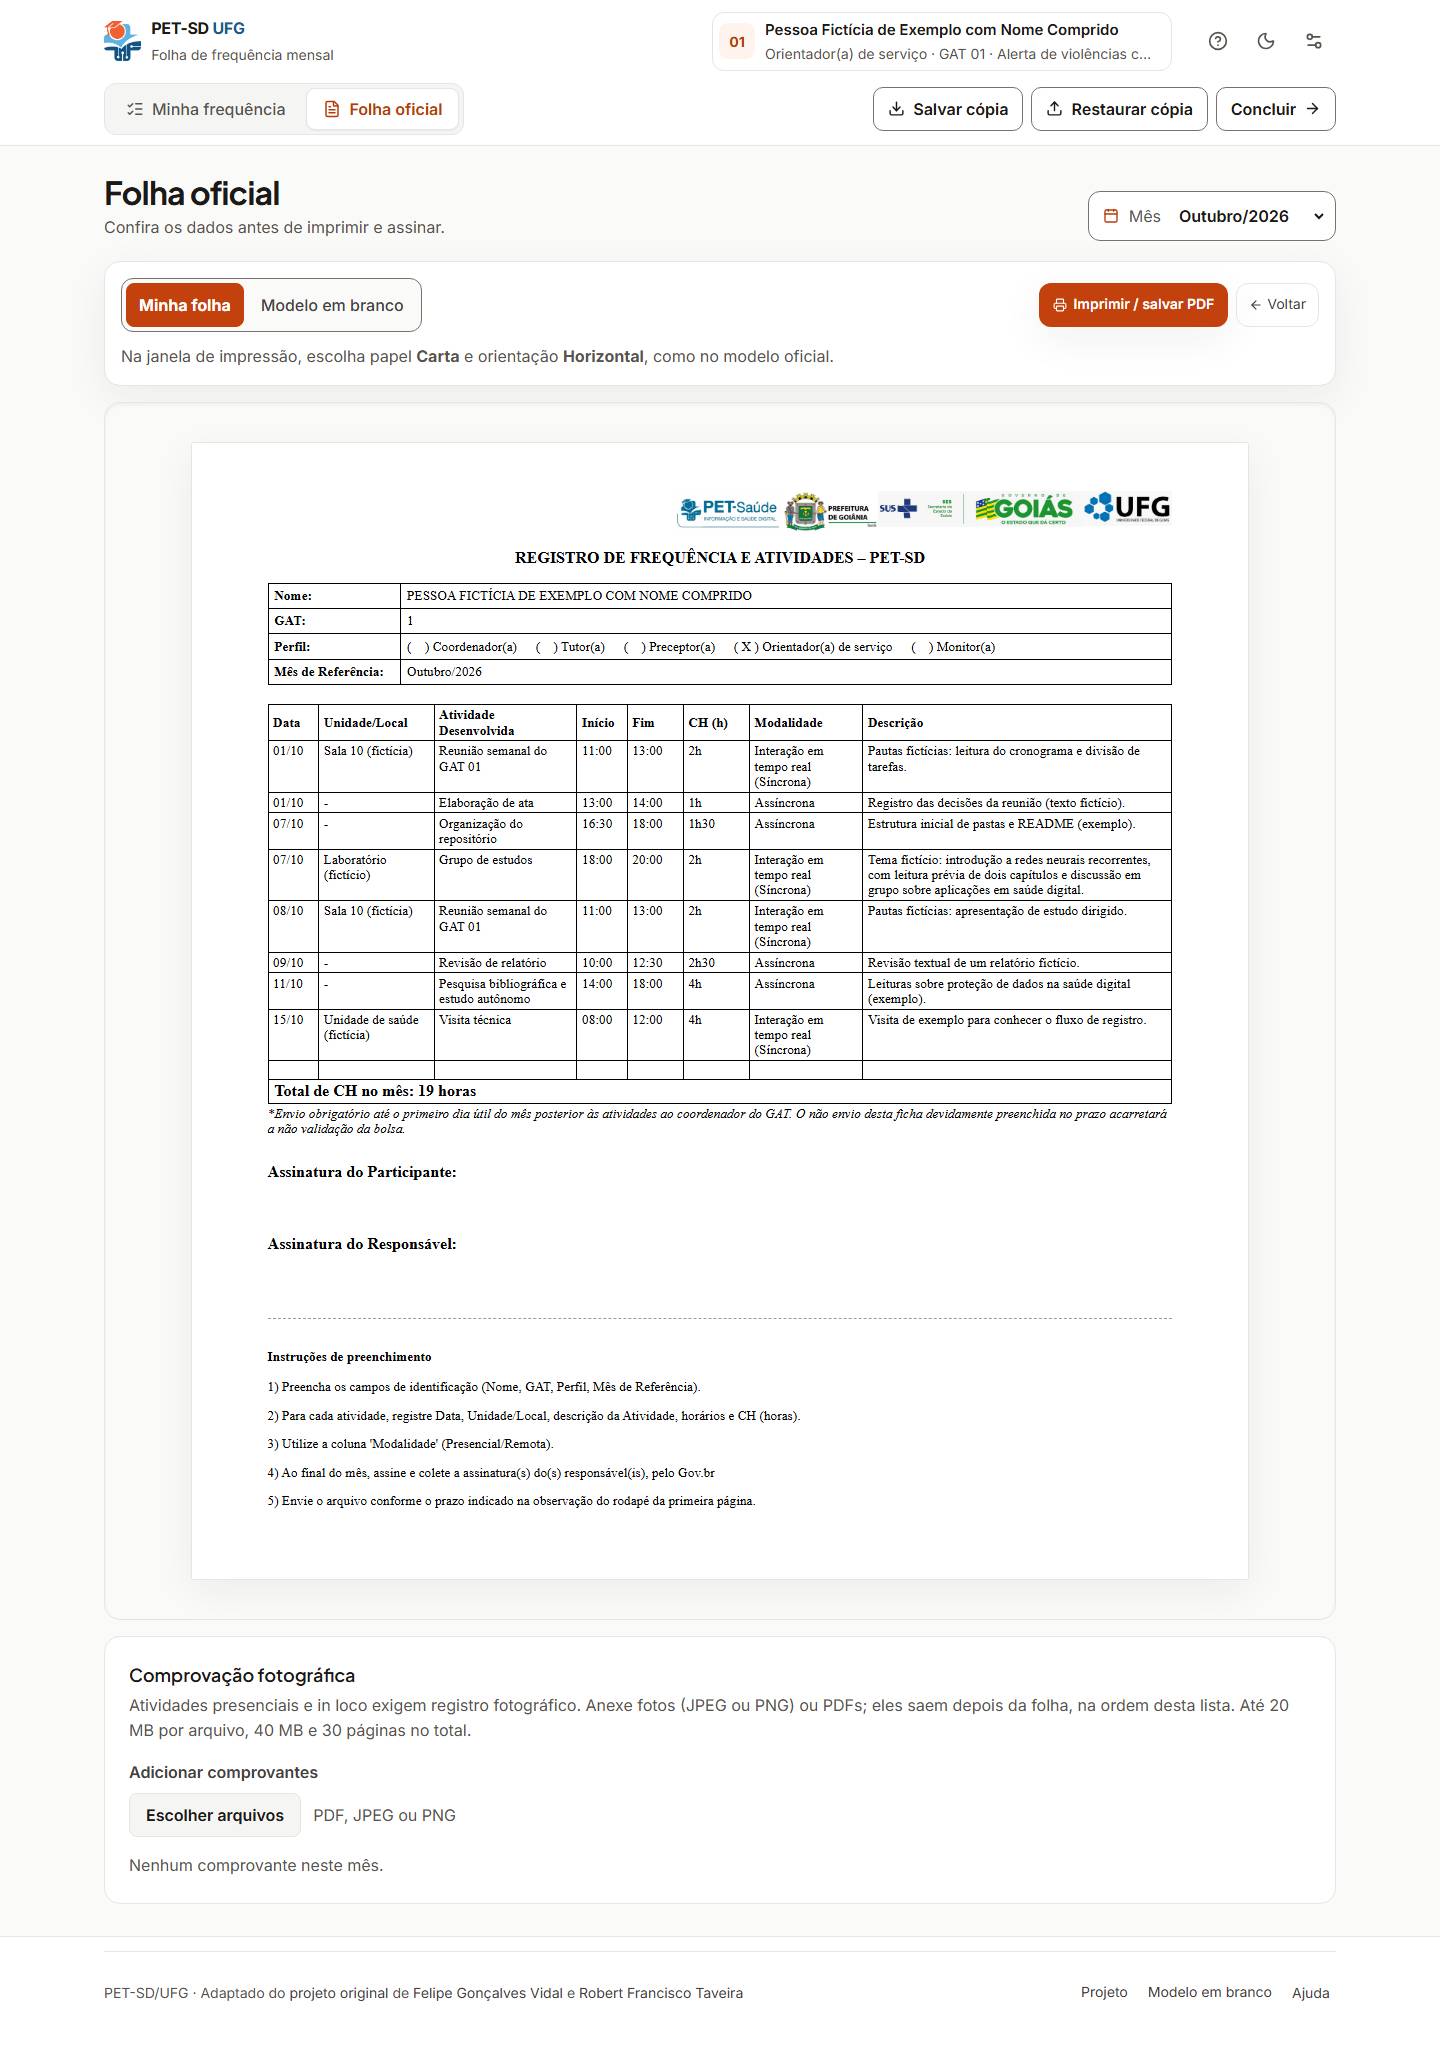 PET-SD UFG
Folha de frequência mensal
01
Pessoa Fictícia de Exemplo com Nome Comprido
Orientador(a) de serviço · GAT 01 · Alerta de violências c...
Minha frequência
Folha oficial
Salvar cópia
Restaurar cópia
Concluir
Folha oficial
Confira os dados antes de imprimir e assinar.
Mês Outubro/2026
Minha folha
Modelo em branco
Imprimir / salvar PDF
Voltar
Na janela de impressão, escolha papel Carta e orientação Horizontal, como no modelo oficial.
PET-Saúde
INFORMAÇÃO E SAÚDE DIGITAL
PREFEITURA
DE GOIÂNIA
SUS
SES
Secretaria de
Estado da
Saúde
GOVERNO DE
GOIÁS
O ESTADO QUE DÁ CERTO
UFG
UNIVERSIDADE FEDERAL DE GOIÁS
REGISTRO DE FREQUÊNCIA E ATIVIDADES – PET-SD
Nome: PESSOA FICTÍCIA DE EXEMPLO COM NOME COMPRIDO
GAT: 1
Perfil: ( ) Coordenador(a) ( ) Tutor(a) ( ) Preceptor(a) ( X ) Orientador(a) de serviço ( ) Monitor(a)
Mês de Referência: Outubro/2026
Data Unidade/Local Atividade Desenvolvida Início Fim CH (h) Modalidade Descrição
01/10 Sala 10 (fictícia) Reunião semanal do GAT 01 11:00 13:00 2h Interação em tempo real (Síncrona) Pautas fictícias: leitura do cronograma e divisão de tarefas.
01/10 - Elaboração de ata 13:00 14:00 1h Assíncrona Registro das decisões da reunião (texto fictício).
07/10 - Organização do repositório 16:30 18:00 1h30 Assíncrona Estrutura inicial de pastas e README (exemplo).
07/10 Laboratório (fictício) Grupo de estudos 18:00 20:00 2h Interação em tempo real (Síncrona) Tema fictício: introdução a redes neurais recorrentes, com leitura prévia de dois capítulos e discussão em grupo sobre aplicações em saúde digital.
08/10 Sala 10 (fictícia) Reunião semanal do GAT 01 11:00 13:00 2h Interação em tempo real (Síncrona) Pautas fictícias: apresentação de estudo dirigido.
09/10 - Revisão de relatório 10:00 12:30 2h30 Assíncrona Revisão textual de um relatório fictício.
11/10 - Pesquisa bibliográfica e estudo autônomo 14:00 18:00 4h Assíncrona Leituras sobre proteção de dados na saúde digital (exemplo).
15/10 Unidade de saúde (fictícia) Visita técnica 08:00 12:00 4h Interação em tempo real (Síncrona) Visita de exemplo para conhecer o fluxo de registro.
Total de CH no mês: 19 horas
*Envio obrigatório até o primeiro dia útil do mês posterior às atividades ao coordenador do GAT. O não envio desta ficha devidamente preenchida no prazo acarretará
a não validação da bolsa.
Assinatura do Participante:
Assinatura do Responsável:
Instruções de preenchimento
1) Preencha os campos de identificação (Nome, GAT, Perfil, Mês de Referência).
2) Para cada atividade, registre Data, Unidade/Local, descrição da Atividade, horários e CH (horas).
3) Utilize a coluna 'Modalidade' (Presencial/Remota).
4) Ao final do mês, assine e colete a assinatura(s) do(s) responsável(is), pelo Gov.br
5) Envie o arquivo conforme o prazo indicado na observação do rodapé da primeira página.
Comprovação fotográfica
Atividades presenciais e in loco exigem registro fotográfico. Anexe fotos (JPEG ou PNG) ou PDFs; eles saem depois da folha, na ordem desta lista. Até 20
MB por arquivo, 40 MB e 30 páginas no total.
Adicionar comprovantes
Escolher arquivos
PDF, JPEG ou PNG
Nenhum comprovante neste mês.
PET-SD/UFG · Adaptado do projeto original de Felipe Gonçalves Vidal e Robert Francisco Taveira
Projeto
Modelo em branco
Ajuda